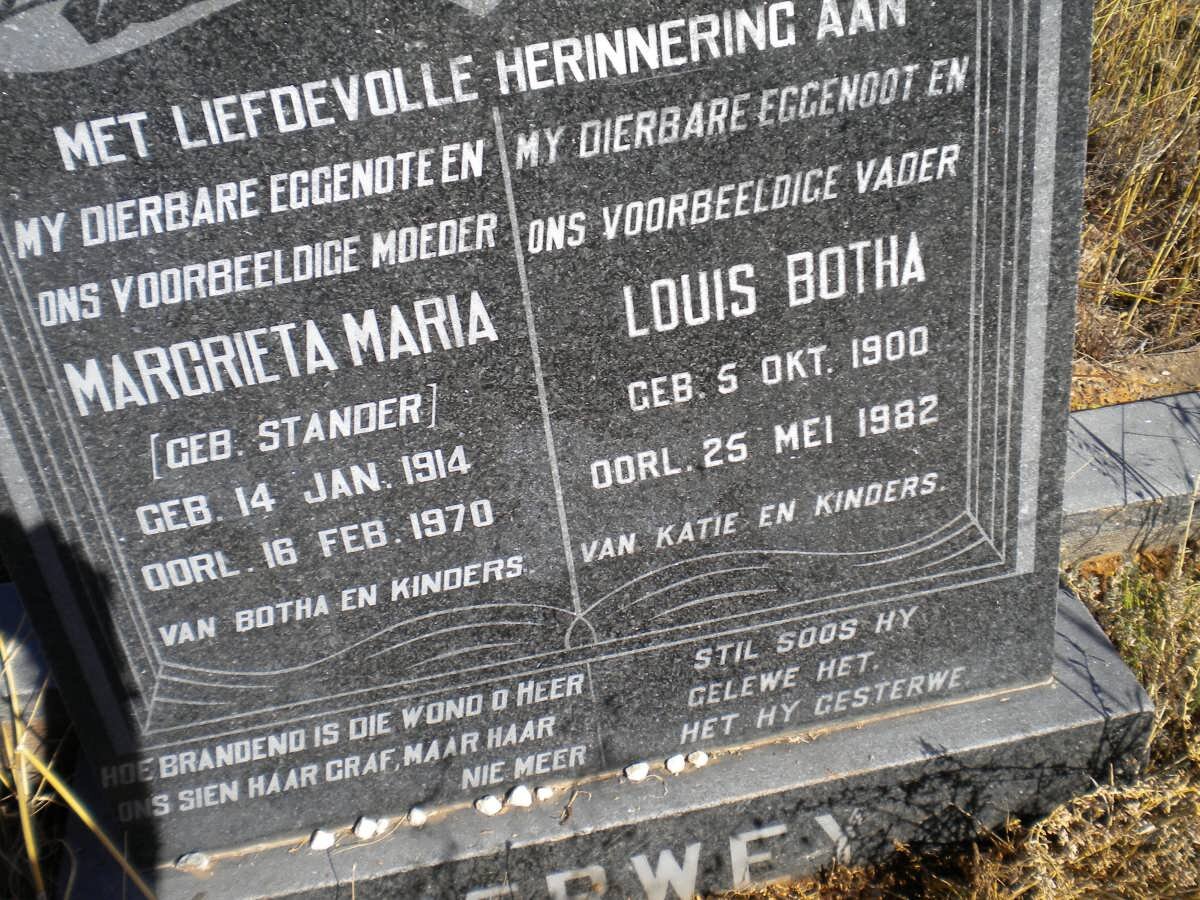 MET LIEFDEVOLLE HERINNERING AAN
MY DIERBARE EGGENOTE EN
ONS VOORBEELDIGE MOEDER
MARGRIETA MARIA
[GEB. STANDER]
GEB. 14 JAN. 1914
OORL. 16 FEB. 1970
VAN BOTHA EN KINDERS.
MY DIERBARE EGGENOOT EN
ONS VOORBEELDIGE VADER
LOUIS BOTHA
GEB. 5 OKT. 1900
OORL. 25 MEI 1982
VAN KATIE EN KINDERS.
HOE BRANDEND IS DIE WOND O HEER
ONS SIEN HAAR GRAF, MAAR HAAR
NIE MEER
STIL SOOS HY
GELEWE HET.
HET HY GESTERWE.
ERWEY